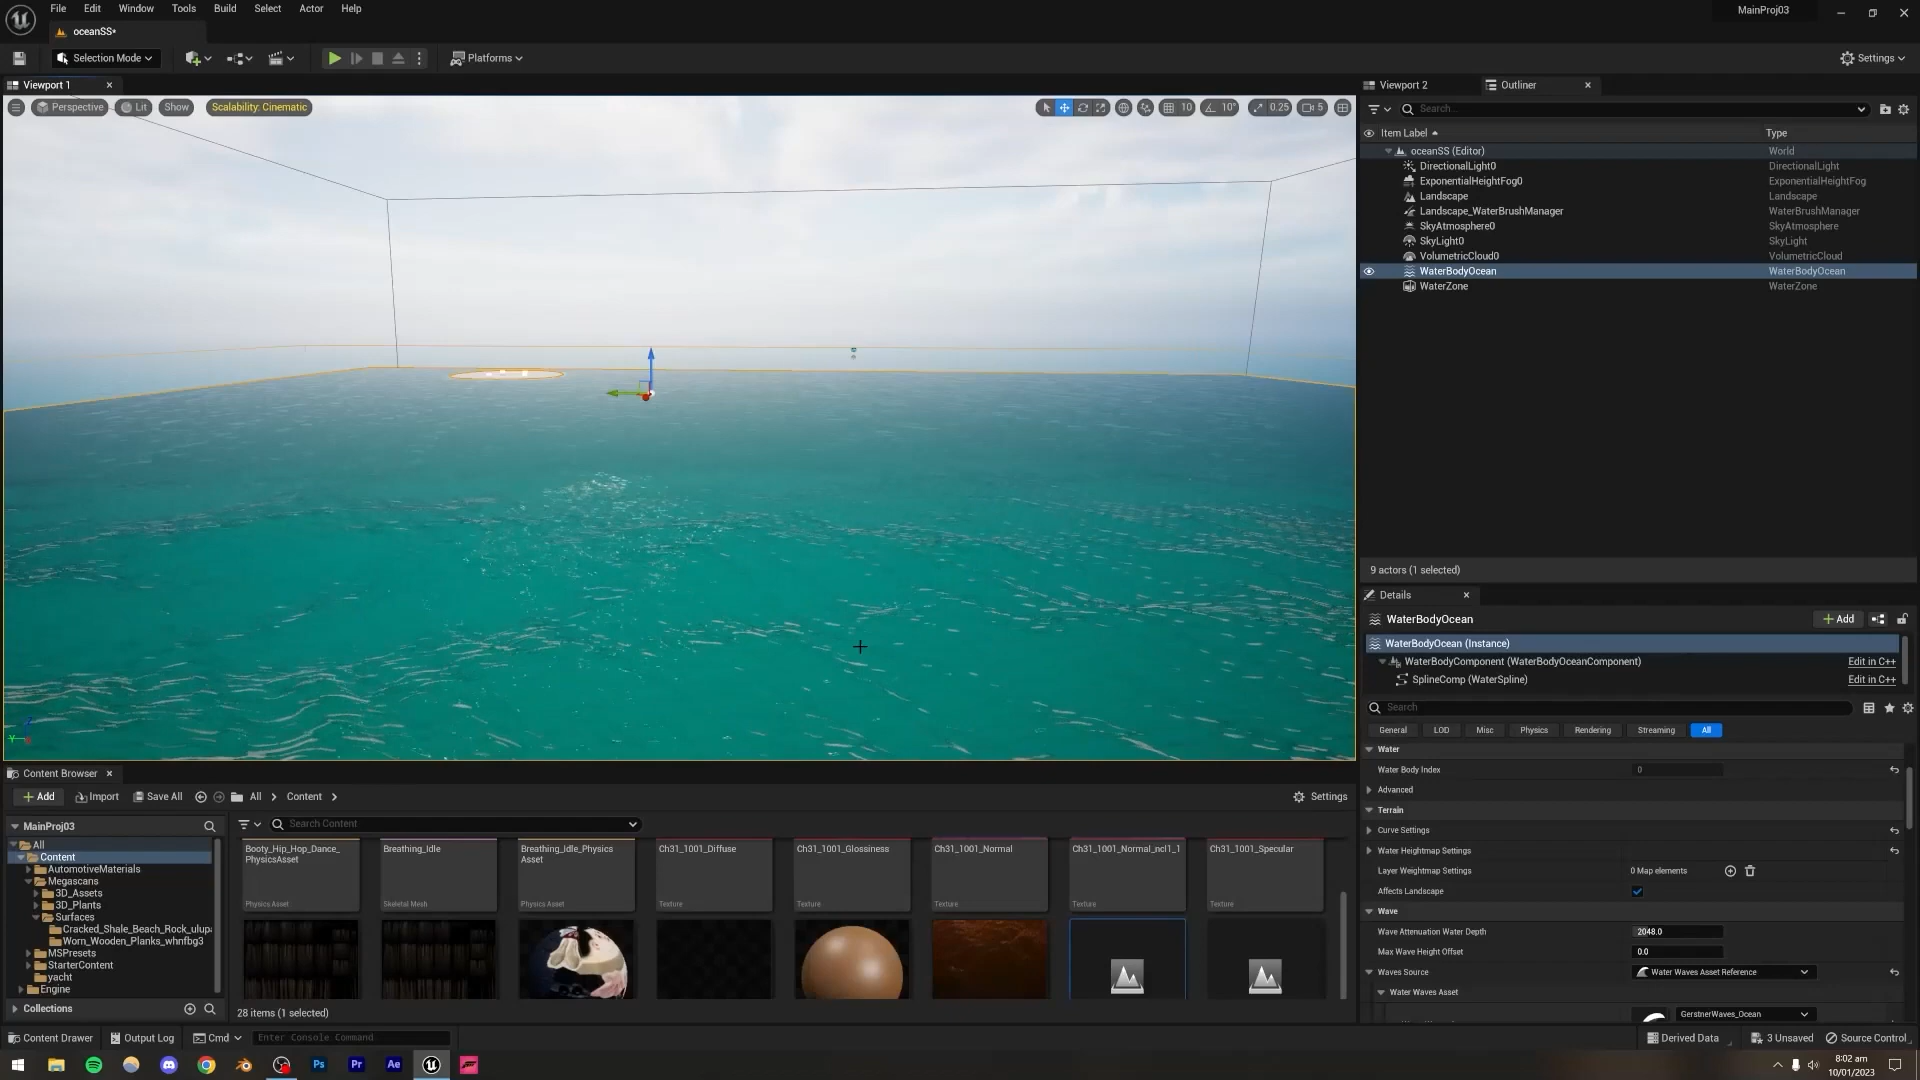 File Edit Window Tools Build Select Actor Help
MainProj03
oceanSS*
Selection Mode
Platforms
Settings
Viewport 1
Perspective Lit Show Scalability: Cinematic
10 10° 0.25 5
Viewport 2 Outliner
Search...
Item Label Type
oceanSS (Editor) World
DirectionalLight0 DirectionalLight
ExponentialHeightFog0 ExponentialHeightFog
Landscape Landscape
Landscape_WaterBrushManager WaterBrushManager
SkyAtmosphere0 SkyAtmosphere
SkyLight0 SkyLight
VolumetricCloud0 VolumetricCloud
WaterBodyOcean WaterBodyOcean
WaterZone WaterZone
9 actors (1 selected)
Details
WaterBodyOcean
Add
WaterBodyOcean (Instance)
WaterBodyComponent (WaterBodyOceanComponent) Edit in C++
SplineComp (WaterSpline) Edit in C++
Search
General LOD Misc Physics Rendering Streaming All
Water
Water Body Index 0
Advanced
Terrain
Curve Settings
Water Heightmap Settings
Layer Weightmap Settings 0 Map elements
Affects Landscape
Wave
Wave Attenuation Water Depth 2048.0
Max Wave Height Offset 0.0
Waves Source Water Waves Asset Reference
Water Waves Asset
GerstnerWaves_Ocean
Content Browser
Add Import Save All All Content Settings
MainProj03
Search Content
All
Content
AutomotiveMaterials
Megascans
3D_Assets
3D_Plants
Surfaces
Cracked_Shale_Beach_Rock_ulup
Worn_Wooden_Planks_whnfbg3
MSPresets
StarterContent
yacht
Engine
Collections
Booty_Hip_Hop_Dance_
PhysicsAsset
Physics Asset
Breathing_Idle
Skeletal Mesh
Breathing_Idle_Physics
Asset
Physics Asset
Ch31_1001_Diffuse
Texture
Ch31_1001_Glossiness
Texture
Ch31_1001_Normal
Texture
Ch31_1001_Normal_ncl1_1
Texture
Ch31_1001_Specular
Texture
28 items (1 selected)
Content Drawer Output Log Cmd Enter Console Command
Derived Data 3 Unsaved Source Control
Ps Pr Ae
8:02 am
10/01/2023